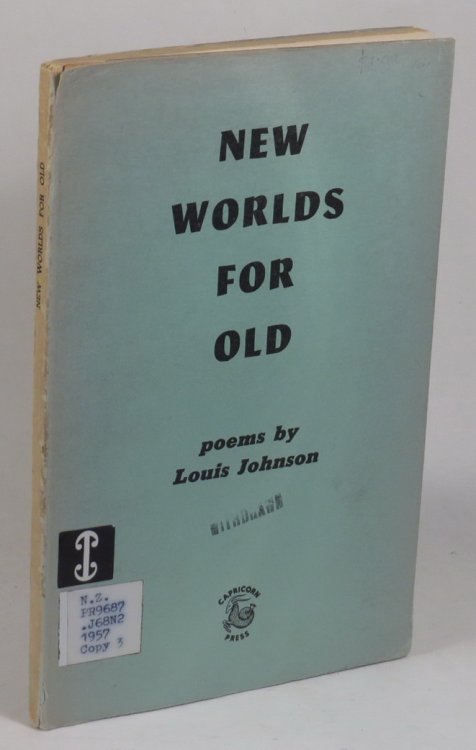 NEW WORLDS FOR OLD
NEW
WORLDS
FOR
OLD
poems by
Louis Johnson
WITHDRAWN
CAPRICORN
PRESS
N.Z.
PR9687
.J68N2
1957
Copy 3